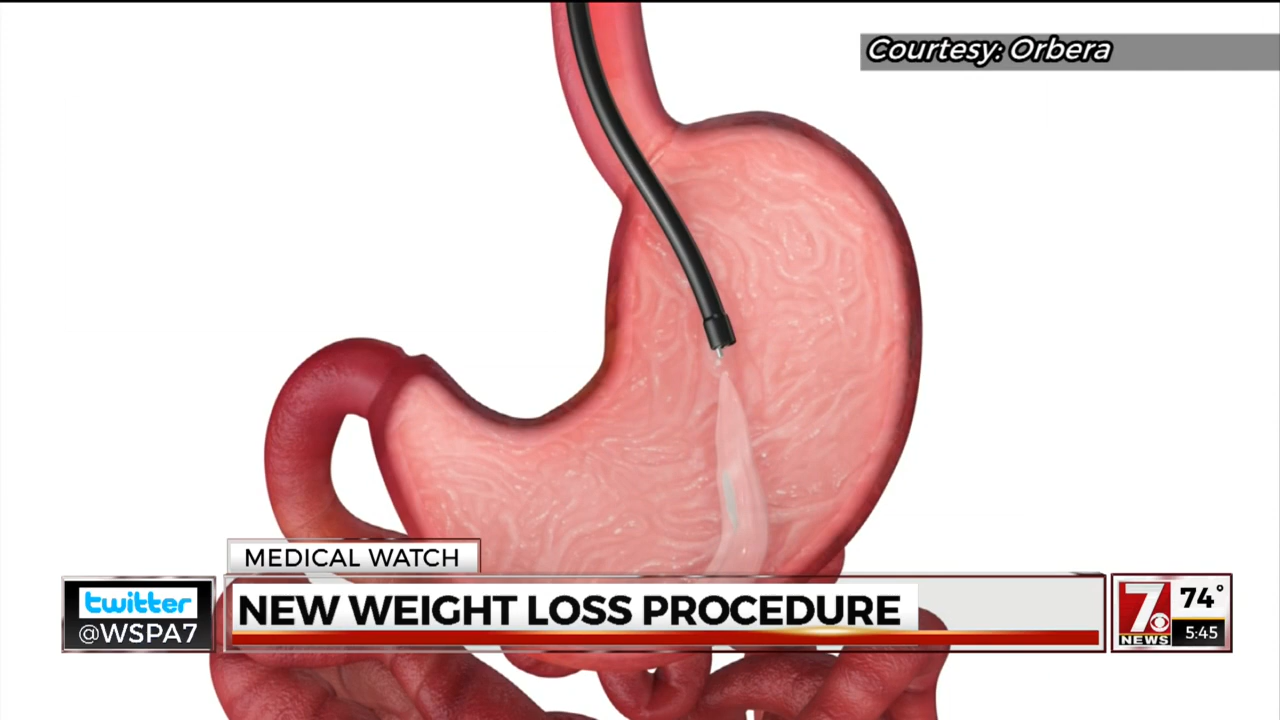 Courtesy: Orbera
MEDICAL WATCH
twitter
@WSPA7
NEW WEIGHT LOSS PROCEDURE
7
NEWS
74°
5:45